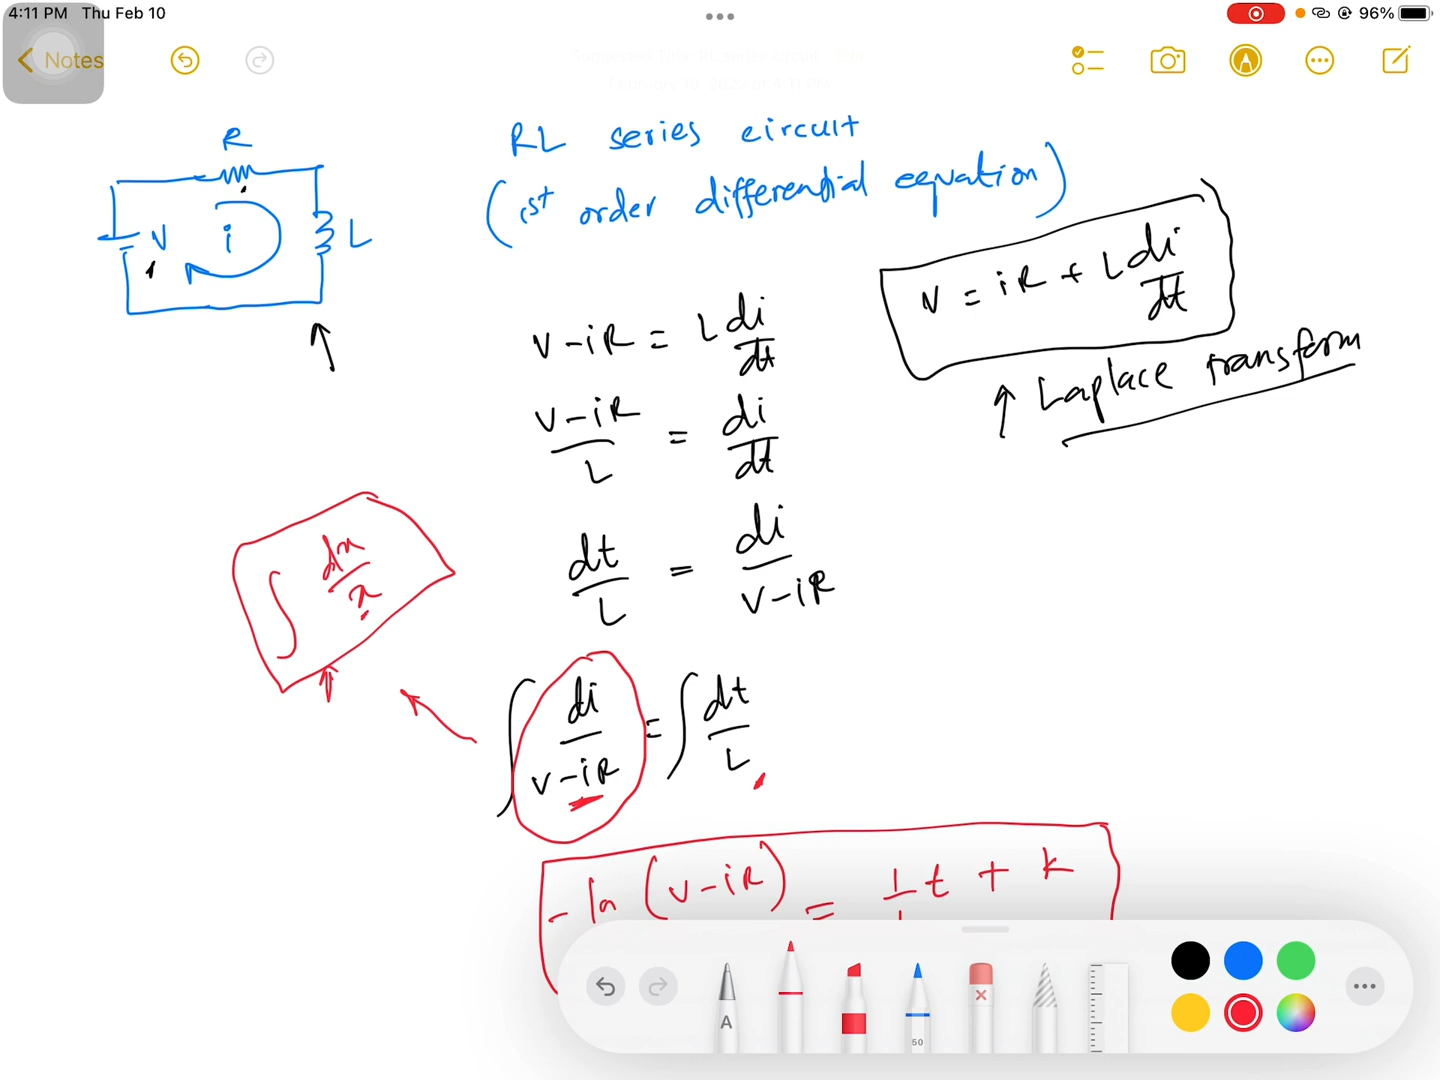 4:11 PM Thu Feb 10
96%
Notes
RL series circuit
(1st order differential equation)
R
V
i
L
V = iR + L di/dt
V - iR = L di/dt
Laplace transform
V - iR / L = di/dt
dt/L = di / V - iR
∫ dx/x
∫ di / V - iR = ∫ dt/L
- ln (V - iR) = 1/L t + k
A
50